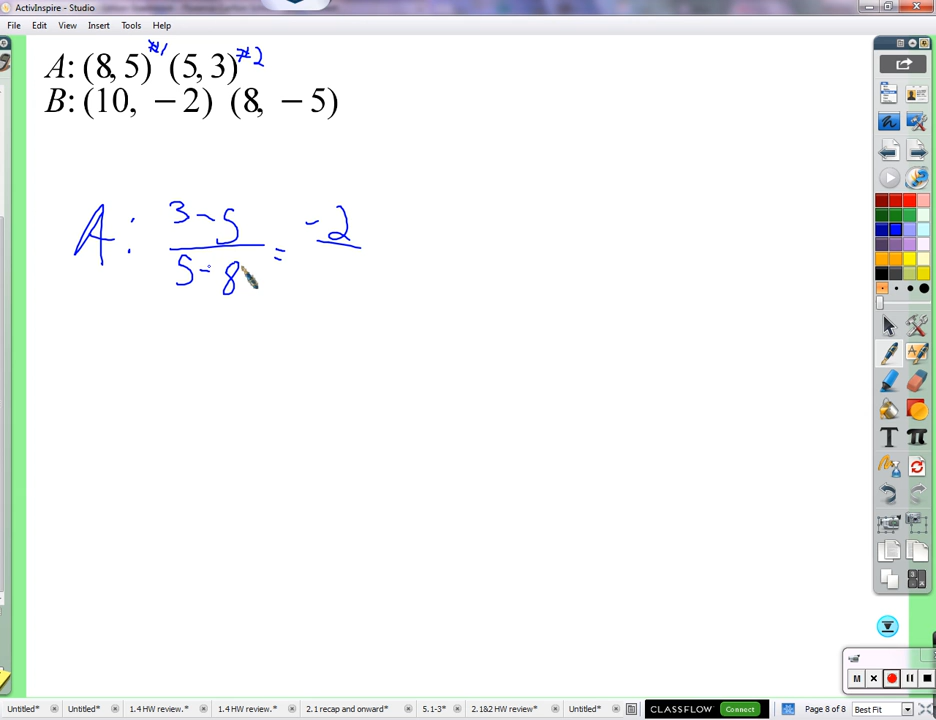 ActivInspire - Studio
File Edit View Insert Tools Help
A: (8, 5) #1 (5, 3) #2
B: (10, −2) (8, −5)
A: 3-5 / 5-8 = -2
T π
M
Untitled* 1.4 HW review.* 1.4 HW review.* 2.1 recap and onward* 5.1-3* 2.1&2 HW review* Untitled* CLASSFLOW Connect Page 8 of 8 Best Fit